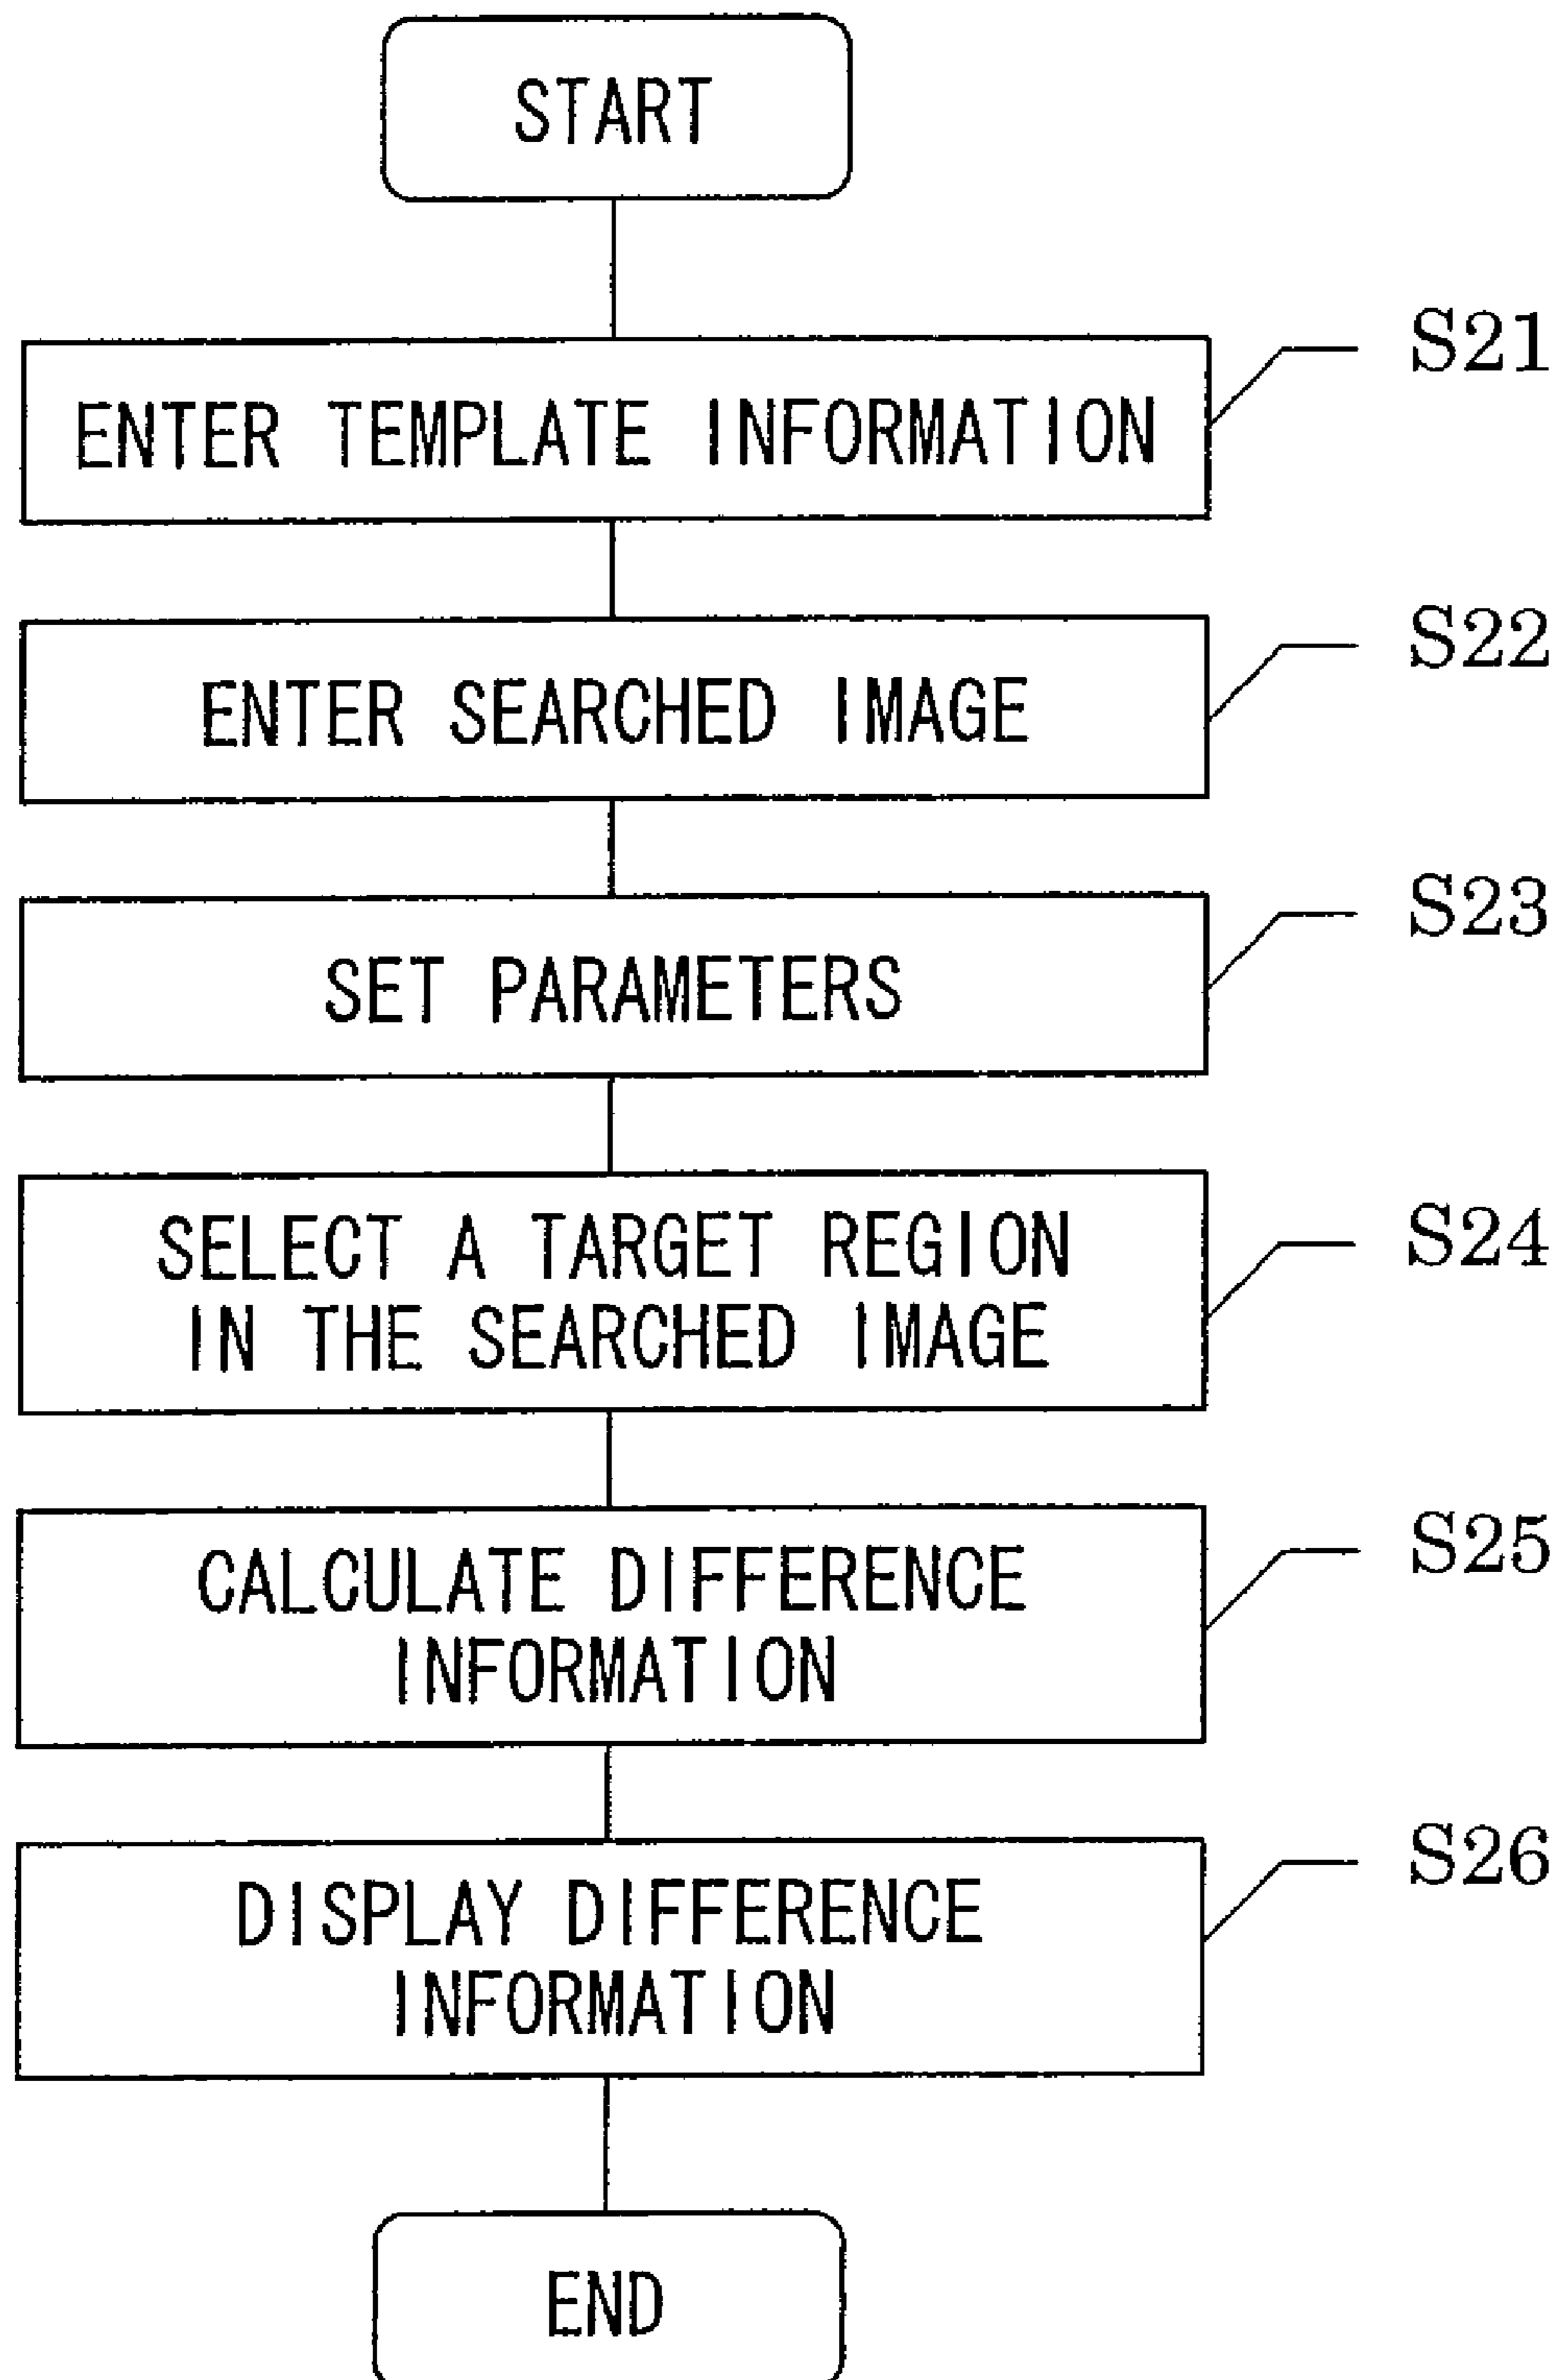 START
S21
ENTER TEMPLATE INFORMATION
S22
ENTER SEARCHED IMAGE
S23
SET PARAMETERS
S24
SELECT A TARGET REGION
IN THE SEARCHED IMAGE
S25
CALCULATE DIFFERENCE
INFORMATION
S26
DISPLAY DIFFERENCE
INFORMATION
END